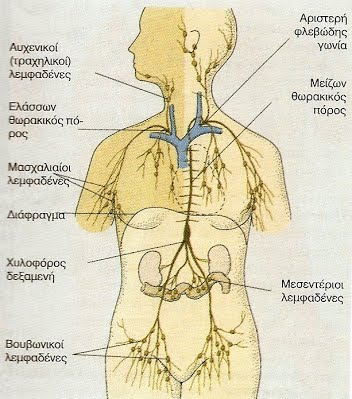 Αυχενικοί
(τραχηλικοί)
λεμφαδένες
Ελάσσων
θωρακικός πό-
ρος
Μασχαλιαίοι
λεμφαδένες
Διάφραγμα
Χυλοφόρος
δεξαμενή
Βουβωνικοί
λεμφαδένες
Αριστερή
φλεβώδης
γωνία
Μείζων
θωρακικός
πόρος
Μεσεντέριοι
λεμφαδένες